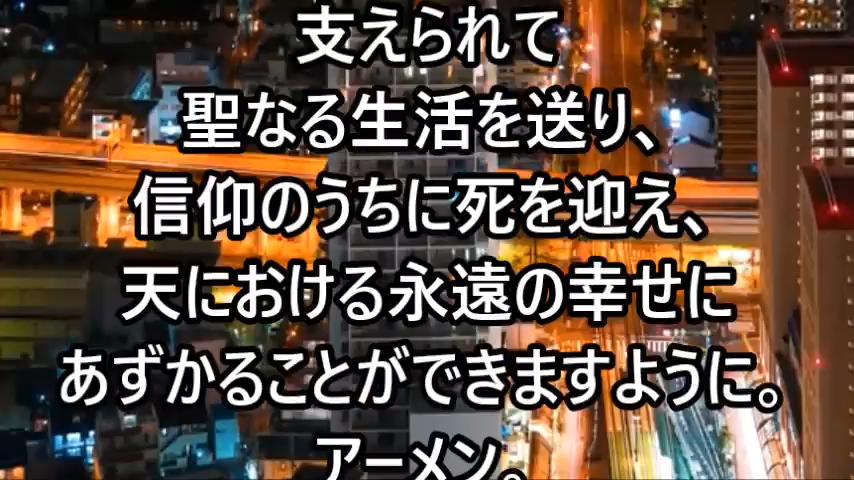 支えられて
聖なる生活を送り、
信仰のうちに死を迎え、
天における永遠の幸せに
あずかることができますように。
アーメン。